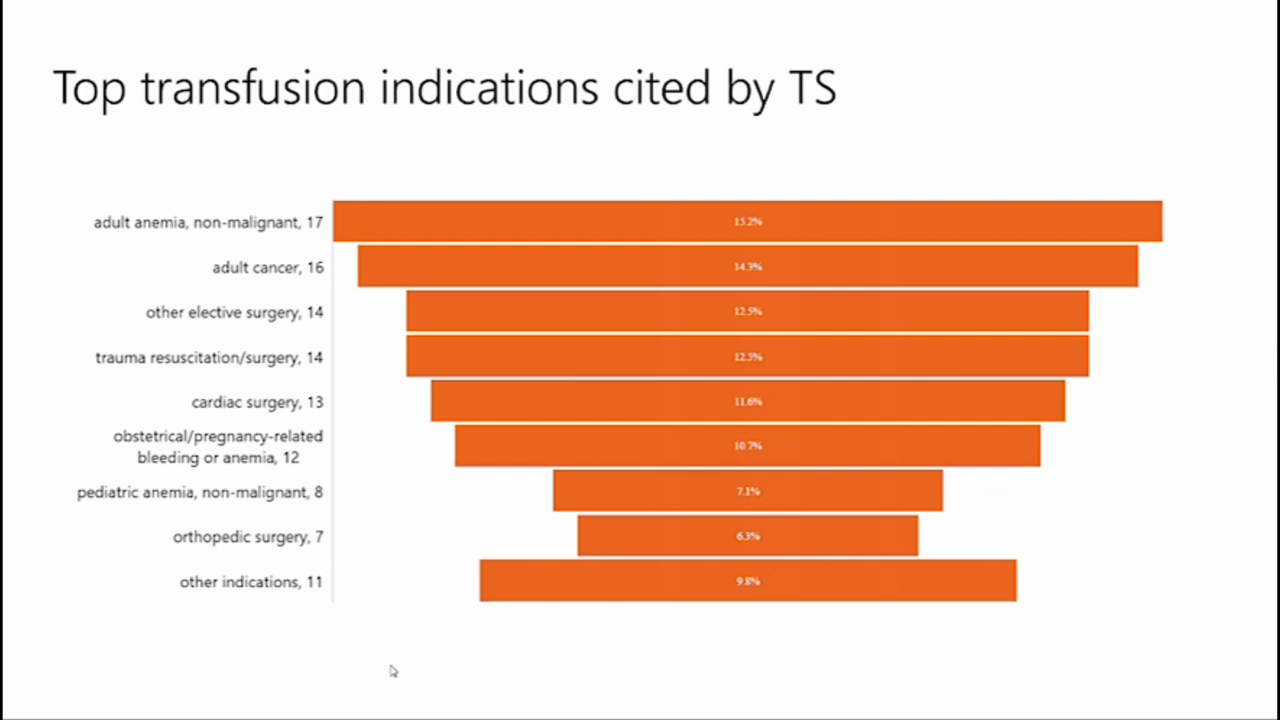 Top transfusion indications cited by TS
adult anemia, non-malignant, 17
15.2%
adult cancer, 16
14.3%
other elective surgery, 14
12.5%
trauma resuscitation/surgery, 14
12.5%
cardiac surgery, 13
11.6%
obstetrical/pregnancy-related
bleeding or anemia, 12
10.7%
pediatric anemia, non-malignant, 8
7.1%
orthopedic surgery, 7
6.3%
other indications, 11
9.8%